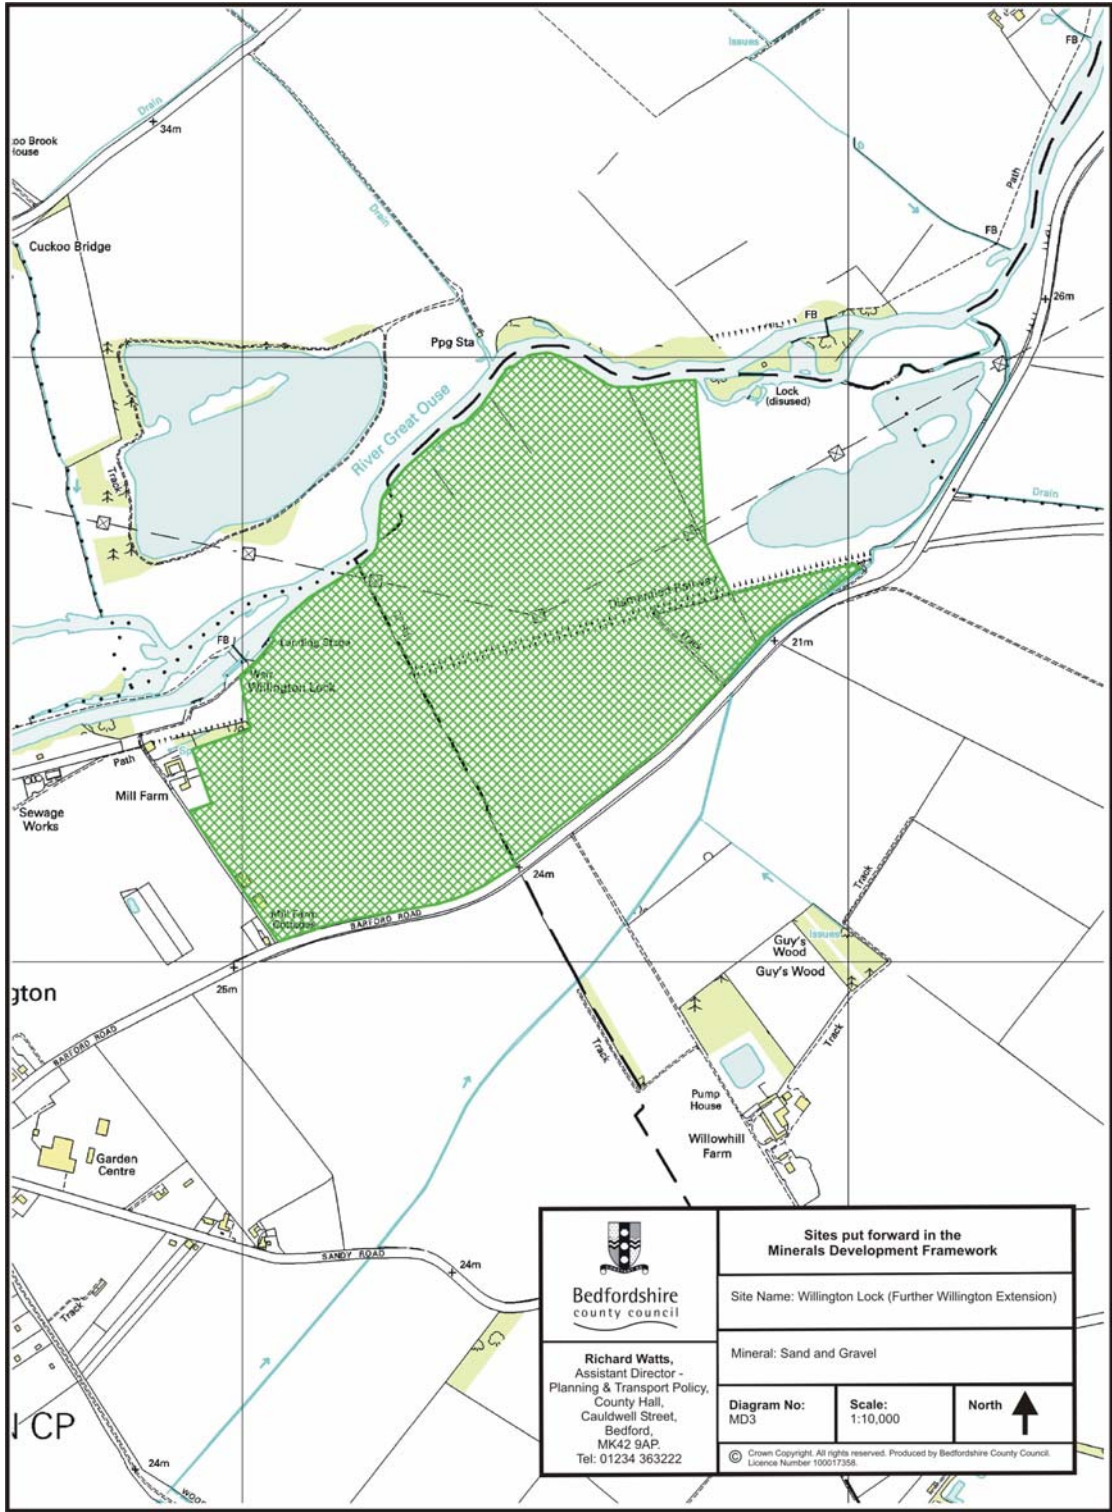 Issues
FB
Drain
34m
oo Brook
House
Path
Drain
FB
Cuckoo Bridge
26m
FB
Ppg Sta
Lock
(disused)
River Great Ouse
Track
Drain
Dismantled Railway
Track
21m
FB
Landing Stage
Weir
Willington Lock
Path
Mill Farm
Sewage
Works
24m
Track
Mill Farm
Cottages
BARFORD ROAD
Guy's
Wood
Issues
Guy's Wood
25m
gton
BARFORD ROAD
Track
Track
Pump
House
Willowhill
Farm
Garden
Centre
SANDY ROAD
24m
Track
CP
24m
Bedfordshire
county council
Richard Watts,
Assistant Director -
Planning & Transport Policy,
County Hall,
Cauldwell Street,
Bedford,
MK42 9AP.
Tel: 01234 363222
Sites put forward in the
Minerals Development Framework
Site Name: Willington Lock (Further Willington Extension)
Mineral: Sand and Gravel
Diagram No:
MD3
Scale:
1:10,000
North
© Crown Copyright. All rights reserved. Produced by Bedfordshire County Council.
Licence Number 100017358.